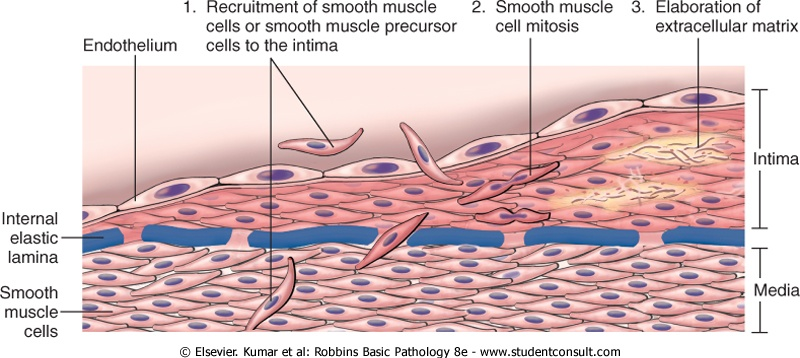 1. Recruitment of smooth muscle
cells or smooth muscle precursor
cells to the intima
2. Smooth muscle
cell mitosis
3. Elaboration of
extracellular matrix
Endothelium
Intima
Internal
elastic
lamina
Media
Smooth
muscle
cells
© Elsevier. Kumar et al: Robbins Basic Pathology 8e - www.studentconsult.com